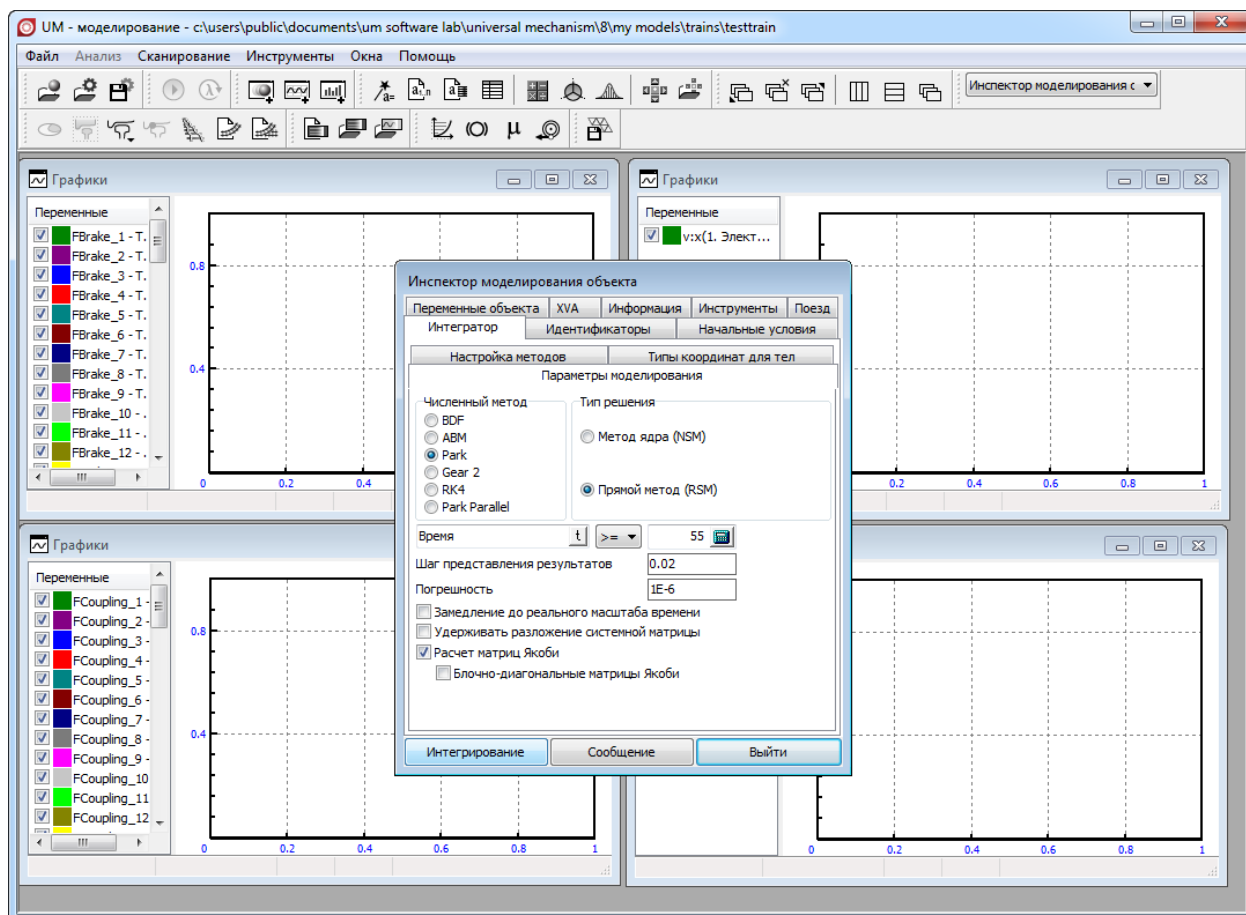 UM - моделирование - c:\users\public\documents\um software lab\universal mechanism\8\my models\trains\testtrain
Файл Анализ Сканирование Инструменты Окна Помощь
Инспектор моделирования с
Графики
Переменные
FBrake_1 - T.
FBrake_2 - T.
FBrake_3 - T.
FBrake_4 - T.
FBrake_5 - T.
FBrake_6 - T.
FBrake_7 - T.
FBrake_8 - T.
FBrake_9 - T.
FBrake_10 - .
FBrake_11 - .
FBrake_12 - .
0.8
0.4
0 0.2 0.4
Графики
Переменные
v:x(1. Элект...
0.2 0.4 0.6 0.8 1
Инспектор моделирования объекта
Переменные объекта XVA Информация Инструменты Поезд
Интегратор Идентификаторы Начальные условия
Настройка методов Типы координат для тел
Параметры моделирования
Численный метод Тип решения
BDF
ABM
Метод ядра (NSM)
Park
Gear 2
RK4
Прямой метод (RSM)
Park Parallel
Время t >= 55
Шаг представления результатов 0.02
Погрешность 1E-6
Замедление до реального масштаба времени
Удерживать разложение системной матрицы
Расчет матриц Якоби
Блочно-диагональные матрицы Якоби
Интегрирование Сообщение Выйти
Графики
Переменные
FCoupling_1 -
FCoupling_2 -
FCoupling_3 -
FCoupling_4 -
FCoupling_5 -
FCoupling_6 -
FCoupling_7 -
FCoupling_8 -
FCoupling_9 -
FCoupling_10
FCoupling_11
FCoupling_12
0.8
0.4
0 0.2 0.4 0.6 0.8 1
0 0.2 0.4 0.6 0.8 1